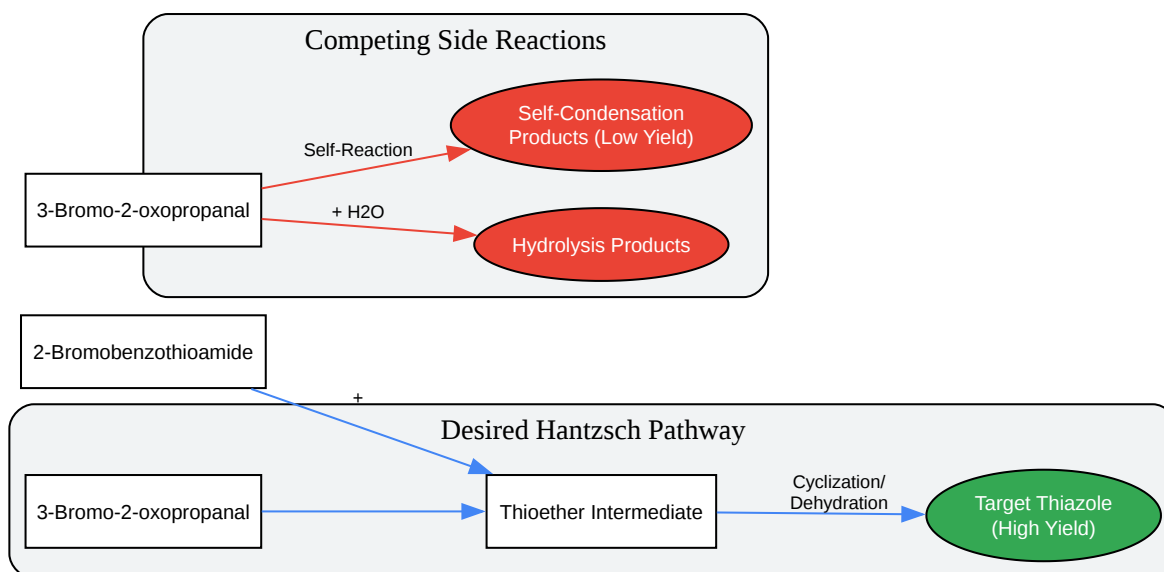 Competing Side Reactions
Self-Condensation
Products (Low Yield)
Self-Reaction
3-Bromo-2-oxopropanal
+ H2O
Hydrolysis Products
2-Bromobenzothioamide
+
Desired Hantzsch Pathway
3-Bromo-2-oxopropanal
Thioether Intermediate
Cyclization/
Dehydration
Target Thiazole
(High Yield)